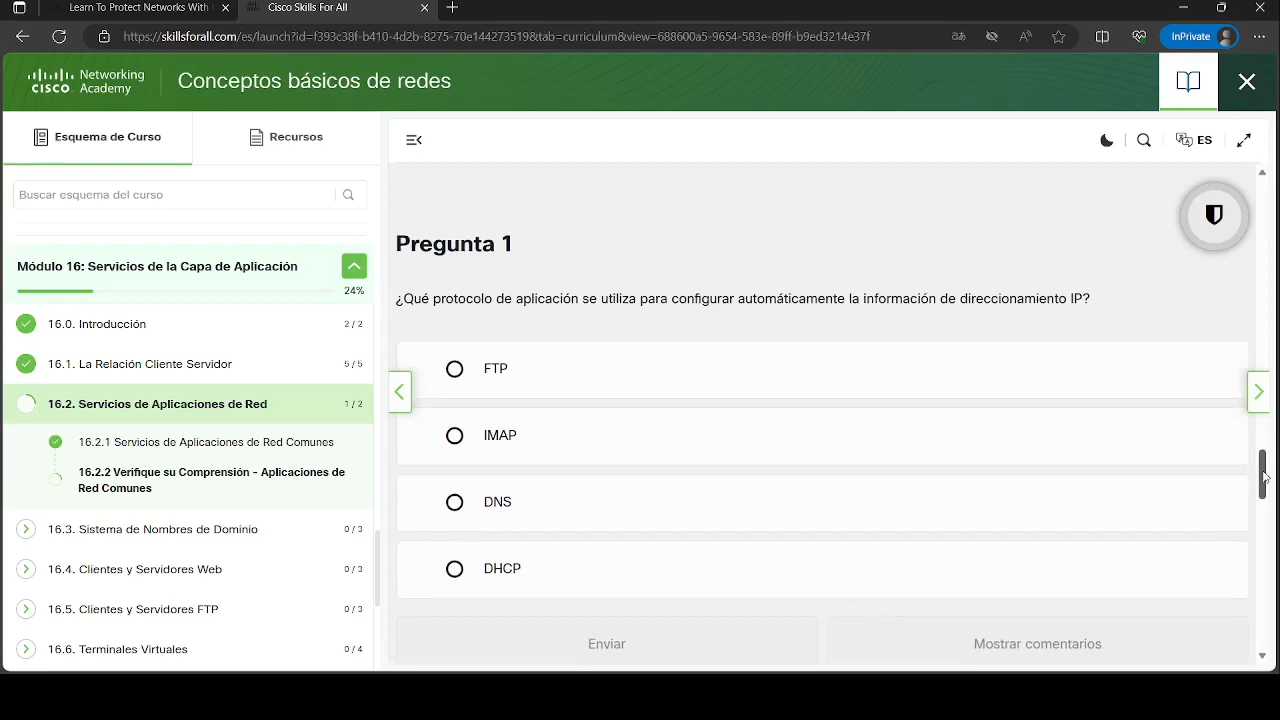 Learn To Protect Networks With
Cisco Skills For All
https://skillsforall.com/es/launch?id=f393c38f-b410-4d2b-8275-70e144273519&tab=curriculum&view=688600a5-9654-583e-89ff-b9ed3214e37f
InPrivate
Networking
CISCO Academy
Conceptos básicos de redes
Esquema de Curso
Recursos
ES
Buscar esquema del curso
Módulo 16: Servicios de la Capa de Aplicación
24%
16.0. Introducción 2 / 2
16.1. La Relación Cliente Servidor 5 / 5
16.2. Servicios de Aplicaciones de Red 1 / 2
16.2.1 Servicios de Aplicaciones de Red Comunes
16.2.2 Verifique su Comprensión - Aplicaciones de
Red Comunes
16.3. Sistema de Nombres de Dominio 0 / 3
16.4. Clientes y Servidores Web 0 / 3
16.5. Clientes y Servidores FTP 0 / 3
16.6. Terminales Virtuales 0 / 4
Pregunta 1
¿Qué protocolo de aplicación se utiliza para configurar automáticamente la información de direccionamiento IP?
FTP
IMAP
DNS
DHCP
Enviar
Mostrar comentarios